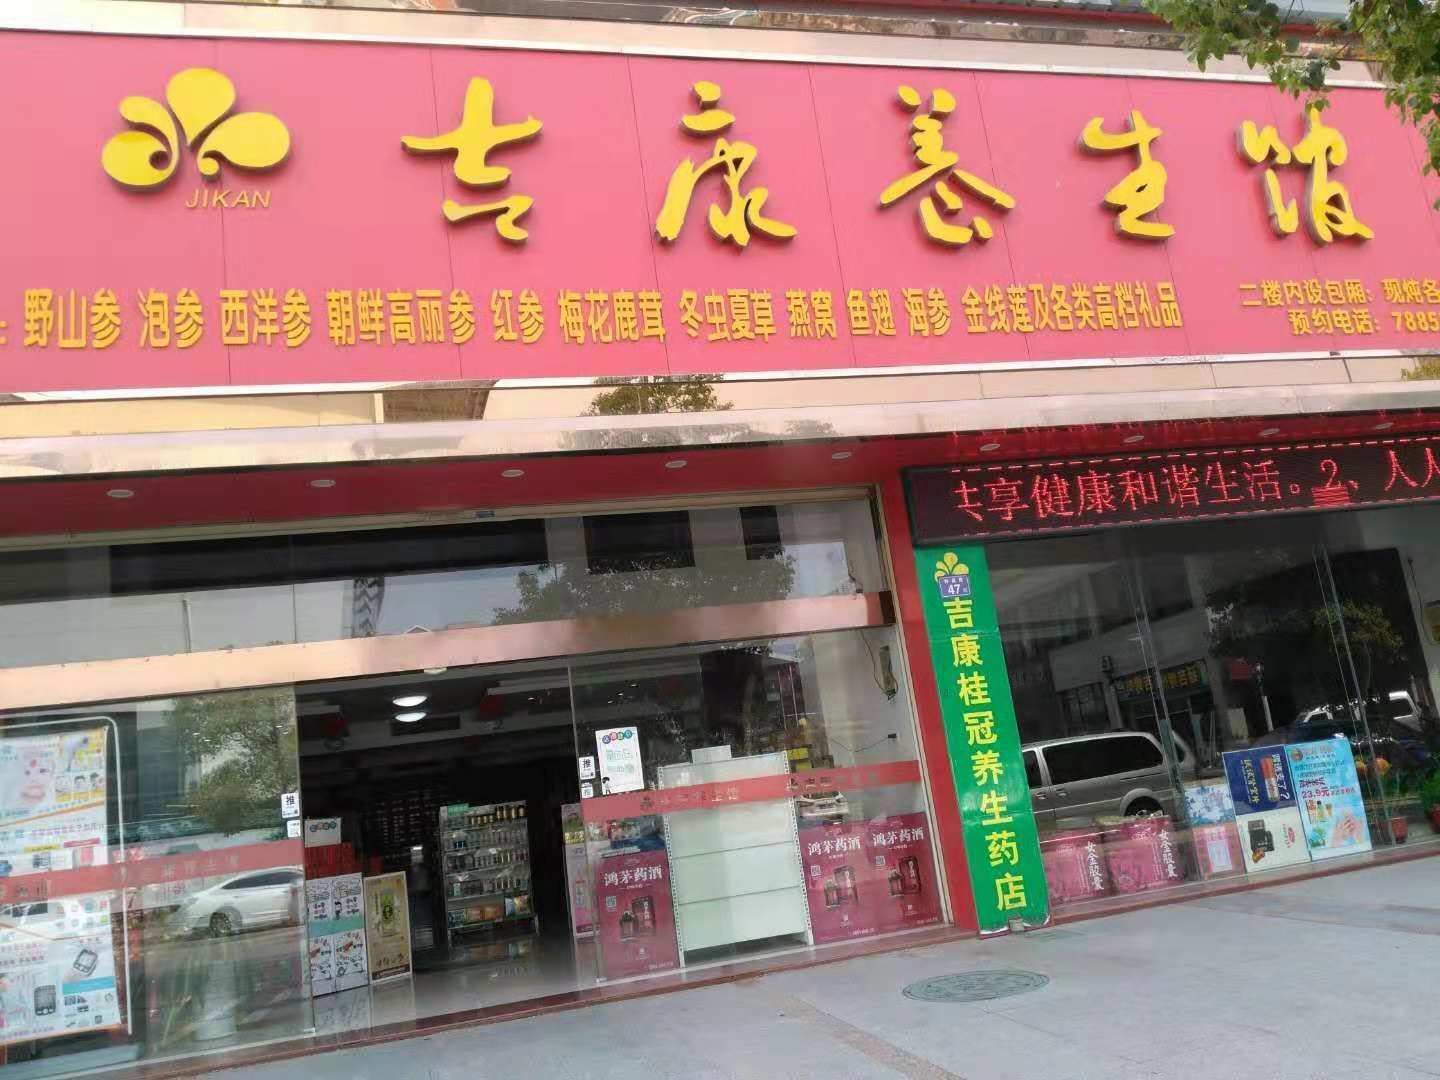 JIKAN
吉康养生馆
: 野山参 泡参 西洋参 朝鲜高丽参 红参 梅花鹿茸 冬虫夏草 燕窝 鱼翅 海参 金线莲及各类高档礼品
二楼内设包厢: 现炖各
预约电话: 7885
享健康和谐生活。2、人人
47
吉康桂冠养生药店
推
推
鸿茅药酒
鸿茅药酒
鸿茅药酒
女金胶囊
女金胶囊
23.9元